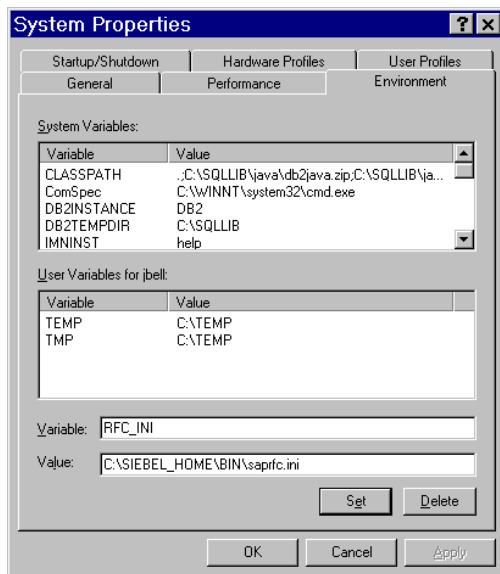 System Properties
Startup/Shutdown Hardware Profiles User Profiles
General Performance Environment
System Variables:
Variable Value
CLASSPATH .;C:\SQLLIB\java\db2java.zip;C:\SQLLIB\ja...
ComSpec C:\WINNT\system32\cmd.exe
DB2INSTANCE DB2
DB2TEMPDIR C:\SQLLIB
IMNINST help
User Variables for jbell:
Variable Value
TEMP C:\TEMP
TMP C:\TEMP
Variable: RFC_INI
Value: C:\SIEBEL_HOME\BIN\saprfc.ini
Set Delete
OK Cancel Apply